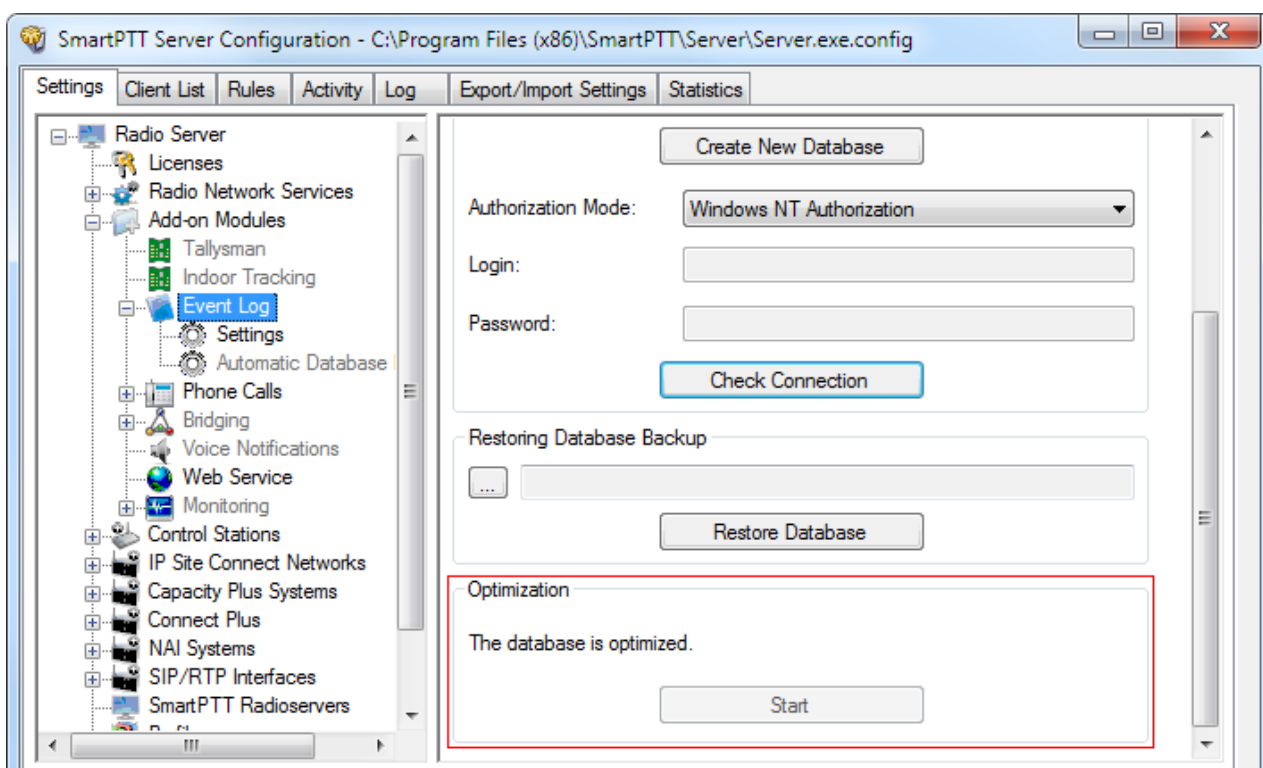 SmartPTT Server Configuration - C:\Program Files (x86)\SmartPTT\Server\Server.exe.config
Settings
Client List
Rules
Activity
Log
Export/Import Settings
Statistics
Radio Server
Licenses
Radio Network Services
Add-on Modules
Tallysman
Indoor Tracking
Event Log
Settings
Automatic Database
Phone Calls
Bridging
Voice Notifications
Web Service
Monitoring
Control Stations
IP Site Connect Networks
Capacity Plus Systems
Connect Plus
NAI Systems
SIP/RTP Interfaces
SmartPTT Radioservers
Create New Database
Authorization Mode:
Windows NT Authorization
Login:
Password:
Check Connection
Restoring Database Backup
...
Restore Database
Optimization
The database is optimized.
Start